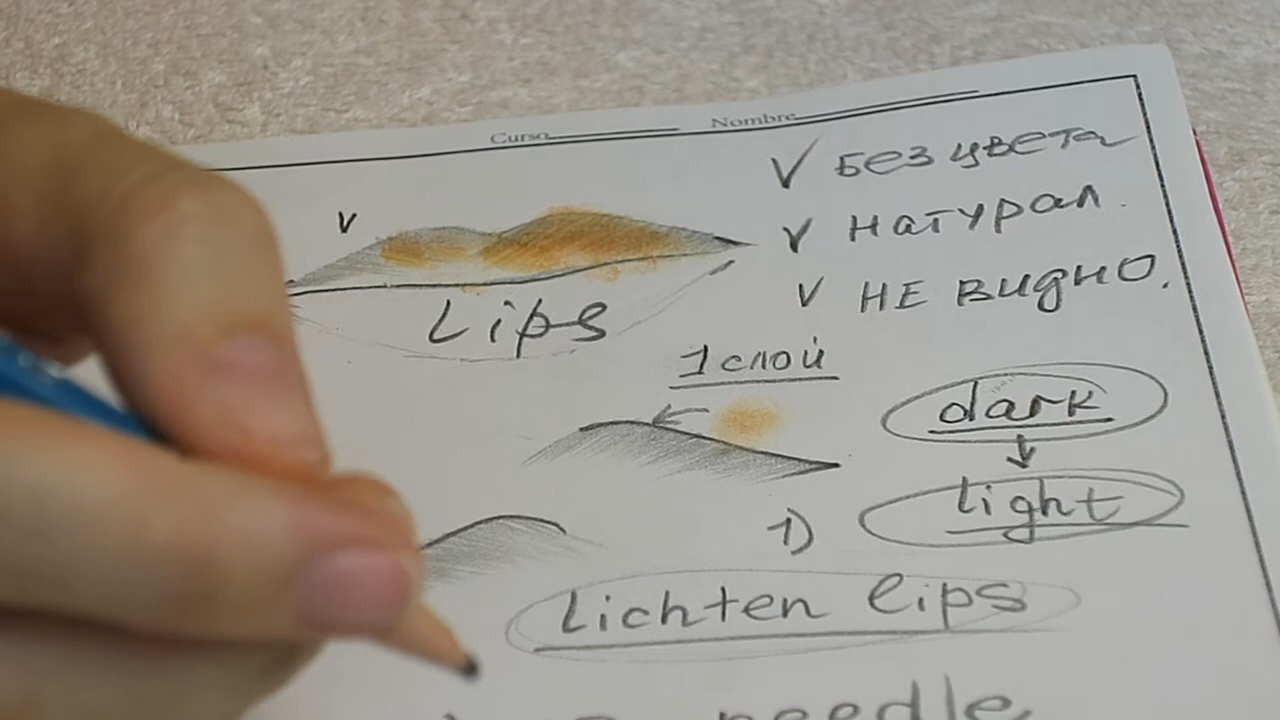 Curso Nombre
V без цвета
V натурал.
V не видно.
V
Lips
1 слой
dark
light
1)
Lichten lips
needle